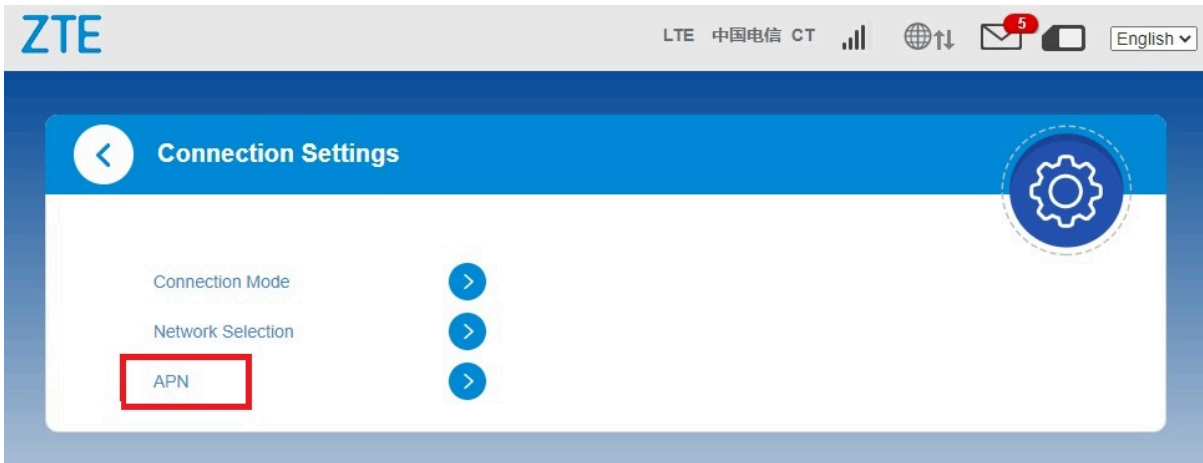 ZTE
LTE 中国电信 CT
5
English
Connection Settings
Connection Mode
Network Selection
APN